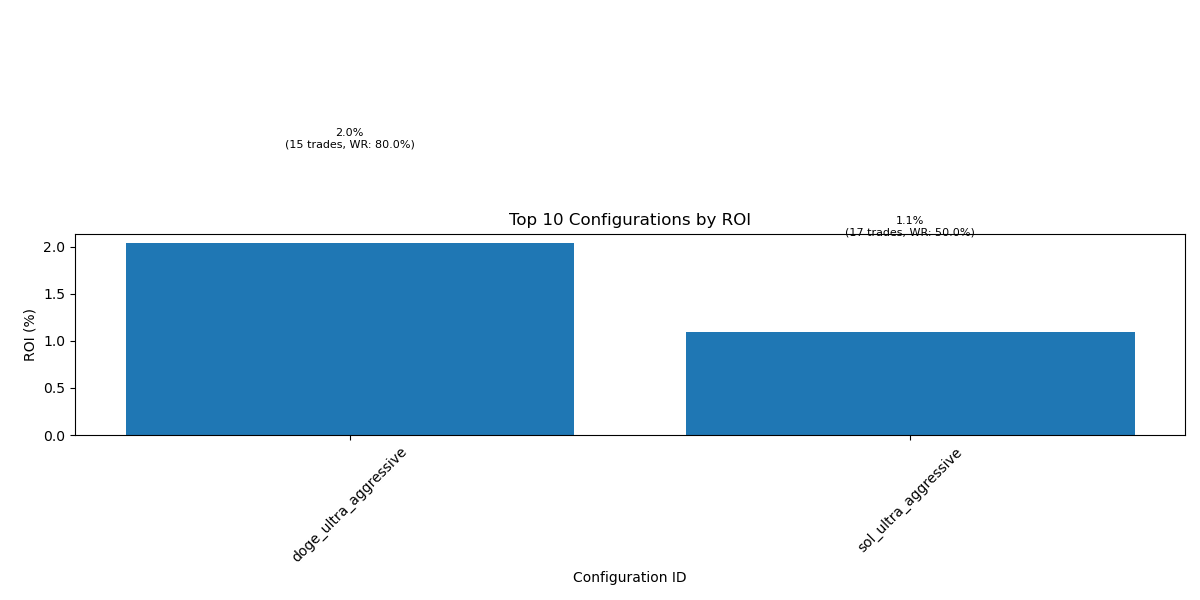 2.0%
(15 trades, WR: 80.0%)
Top 10 Configurations by ROI
1.1%
(17 trades, WR: 50.0%)
2.0
1.5
1.0
0.5
0.0
ROI (%)
doge_ultra_aggressive
sol_ultra_aggressive
Configuration ID